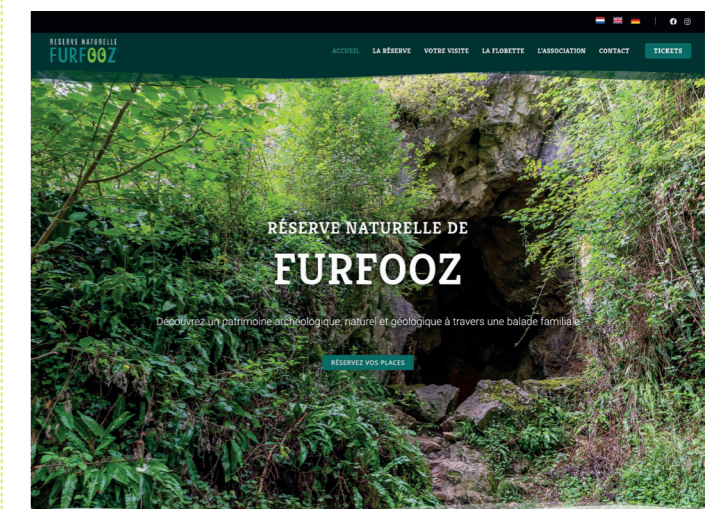 RESERVE NATURELLE
FURFOOZ
ACCUEIL LA RÉSERVE VOTRE VISITE LA FLOBETTE L'ASSOCIATION CONTACT TICKETS
RÉSERVE NATURELLE DE
FURFOOZ
Découvrez un patrimoine archéologique, naturel et géologique à travers une balade familiale
RÉSERVEZ VOS PLACES